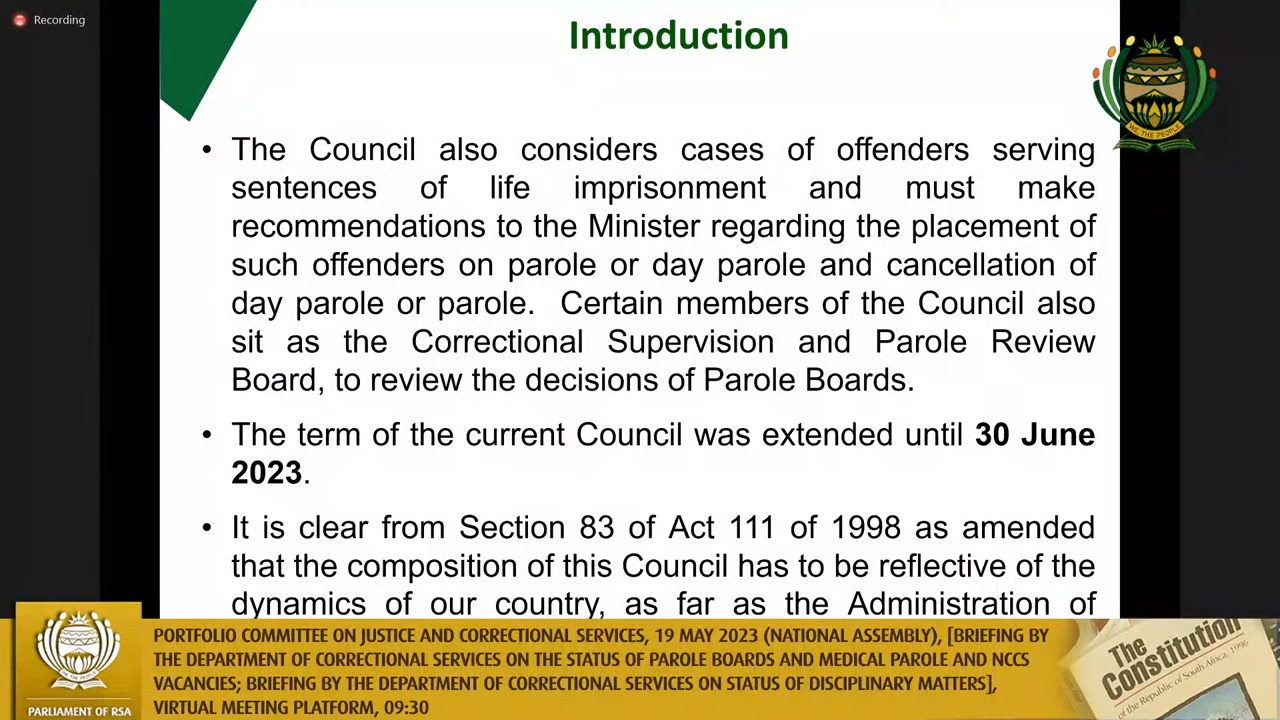 Recording
Introduction
WE, THE PEOPLE
• The Council also considers cases of offenders serving
sentences of life imprisonment and must make
recommendations to the Minister regarding the placement of
such offenders on parole or day parole and cancellation of
day parole or parole.  Certain members of the Council also
sit as the Correctional Supervision and Parole Review
Board, to review the decisions of Parole Boards.
• The term of the current Council was extended until 30 June
2023.
• It is clear from Section 83 of Act 111 of 1998 as amended
that the composition of this Council has to be reflective of the
dynamics of our country, as far as the Administration of
PORTFOLIO COMMITTEE ON JUSTICE AND CORRECTIONAL SERVICES, 19 MAY 2023 (NATIONAL ASSEMBLY), [BRIEFING BY
THE DEPARTMENT OF CORRECTIONAL SERVICES ON THE STATUS OF PAROLE BOARDS AND MEDICAL PAROLE AND NCCS
VACANCIES; BRIEFING BY THE DEPARTMENT OF CORRECTIONAL SERVICES ON STATUS OF DISCIPLINARY MATTERS],
VIRTUAL MEETING PLATFORM, 09:30
PARLIAMENT OF RSA
The
Constitution
of the Republic of South Africa, 1996